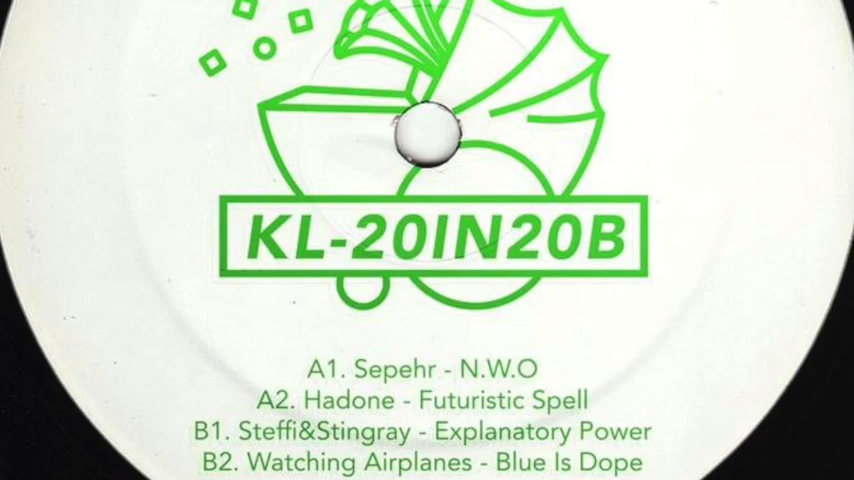 KL-20IN20B
A1. Sepehr - N.W.O
A2. Hadone - Futuristic Spell
B1. Steffi&Stingray - Explanatory Power
B2. Watching Airplanes - Blue Is Dope